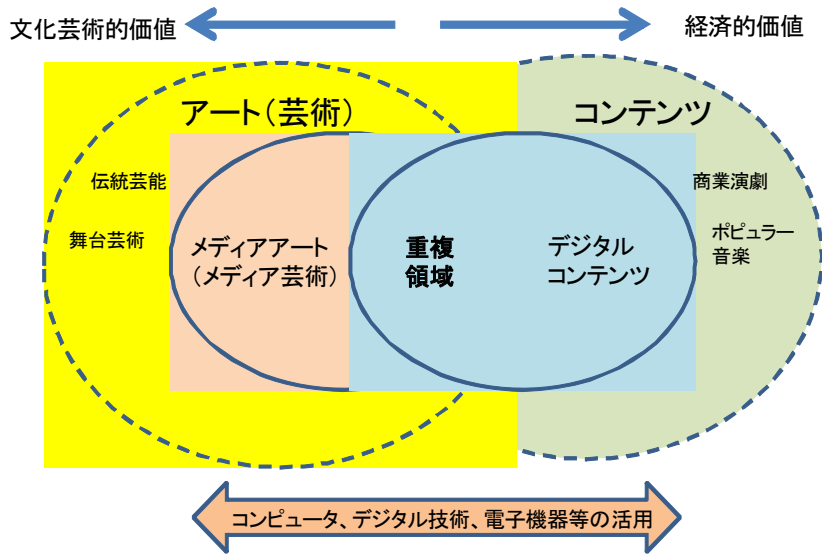 文化芸術的価値
経済的価値
アート(芸術)
コンテンツ
伝統芸能
商業演劇
舞台芸術
メディアアート
(メディア芸術)
重複
領域
デジタル
コンテンツ
ポピュラー
音楽
コンピュータ、デジタル技術、電子機器等の活用